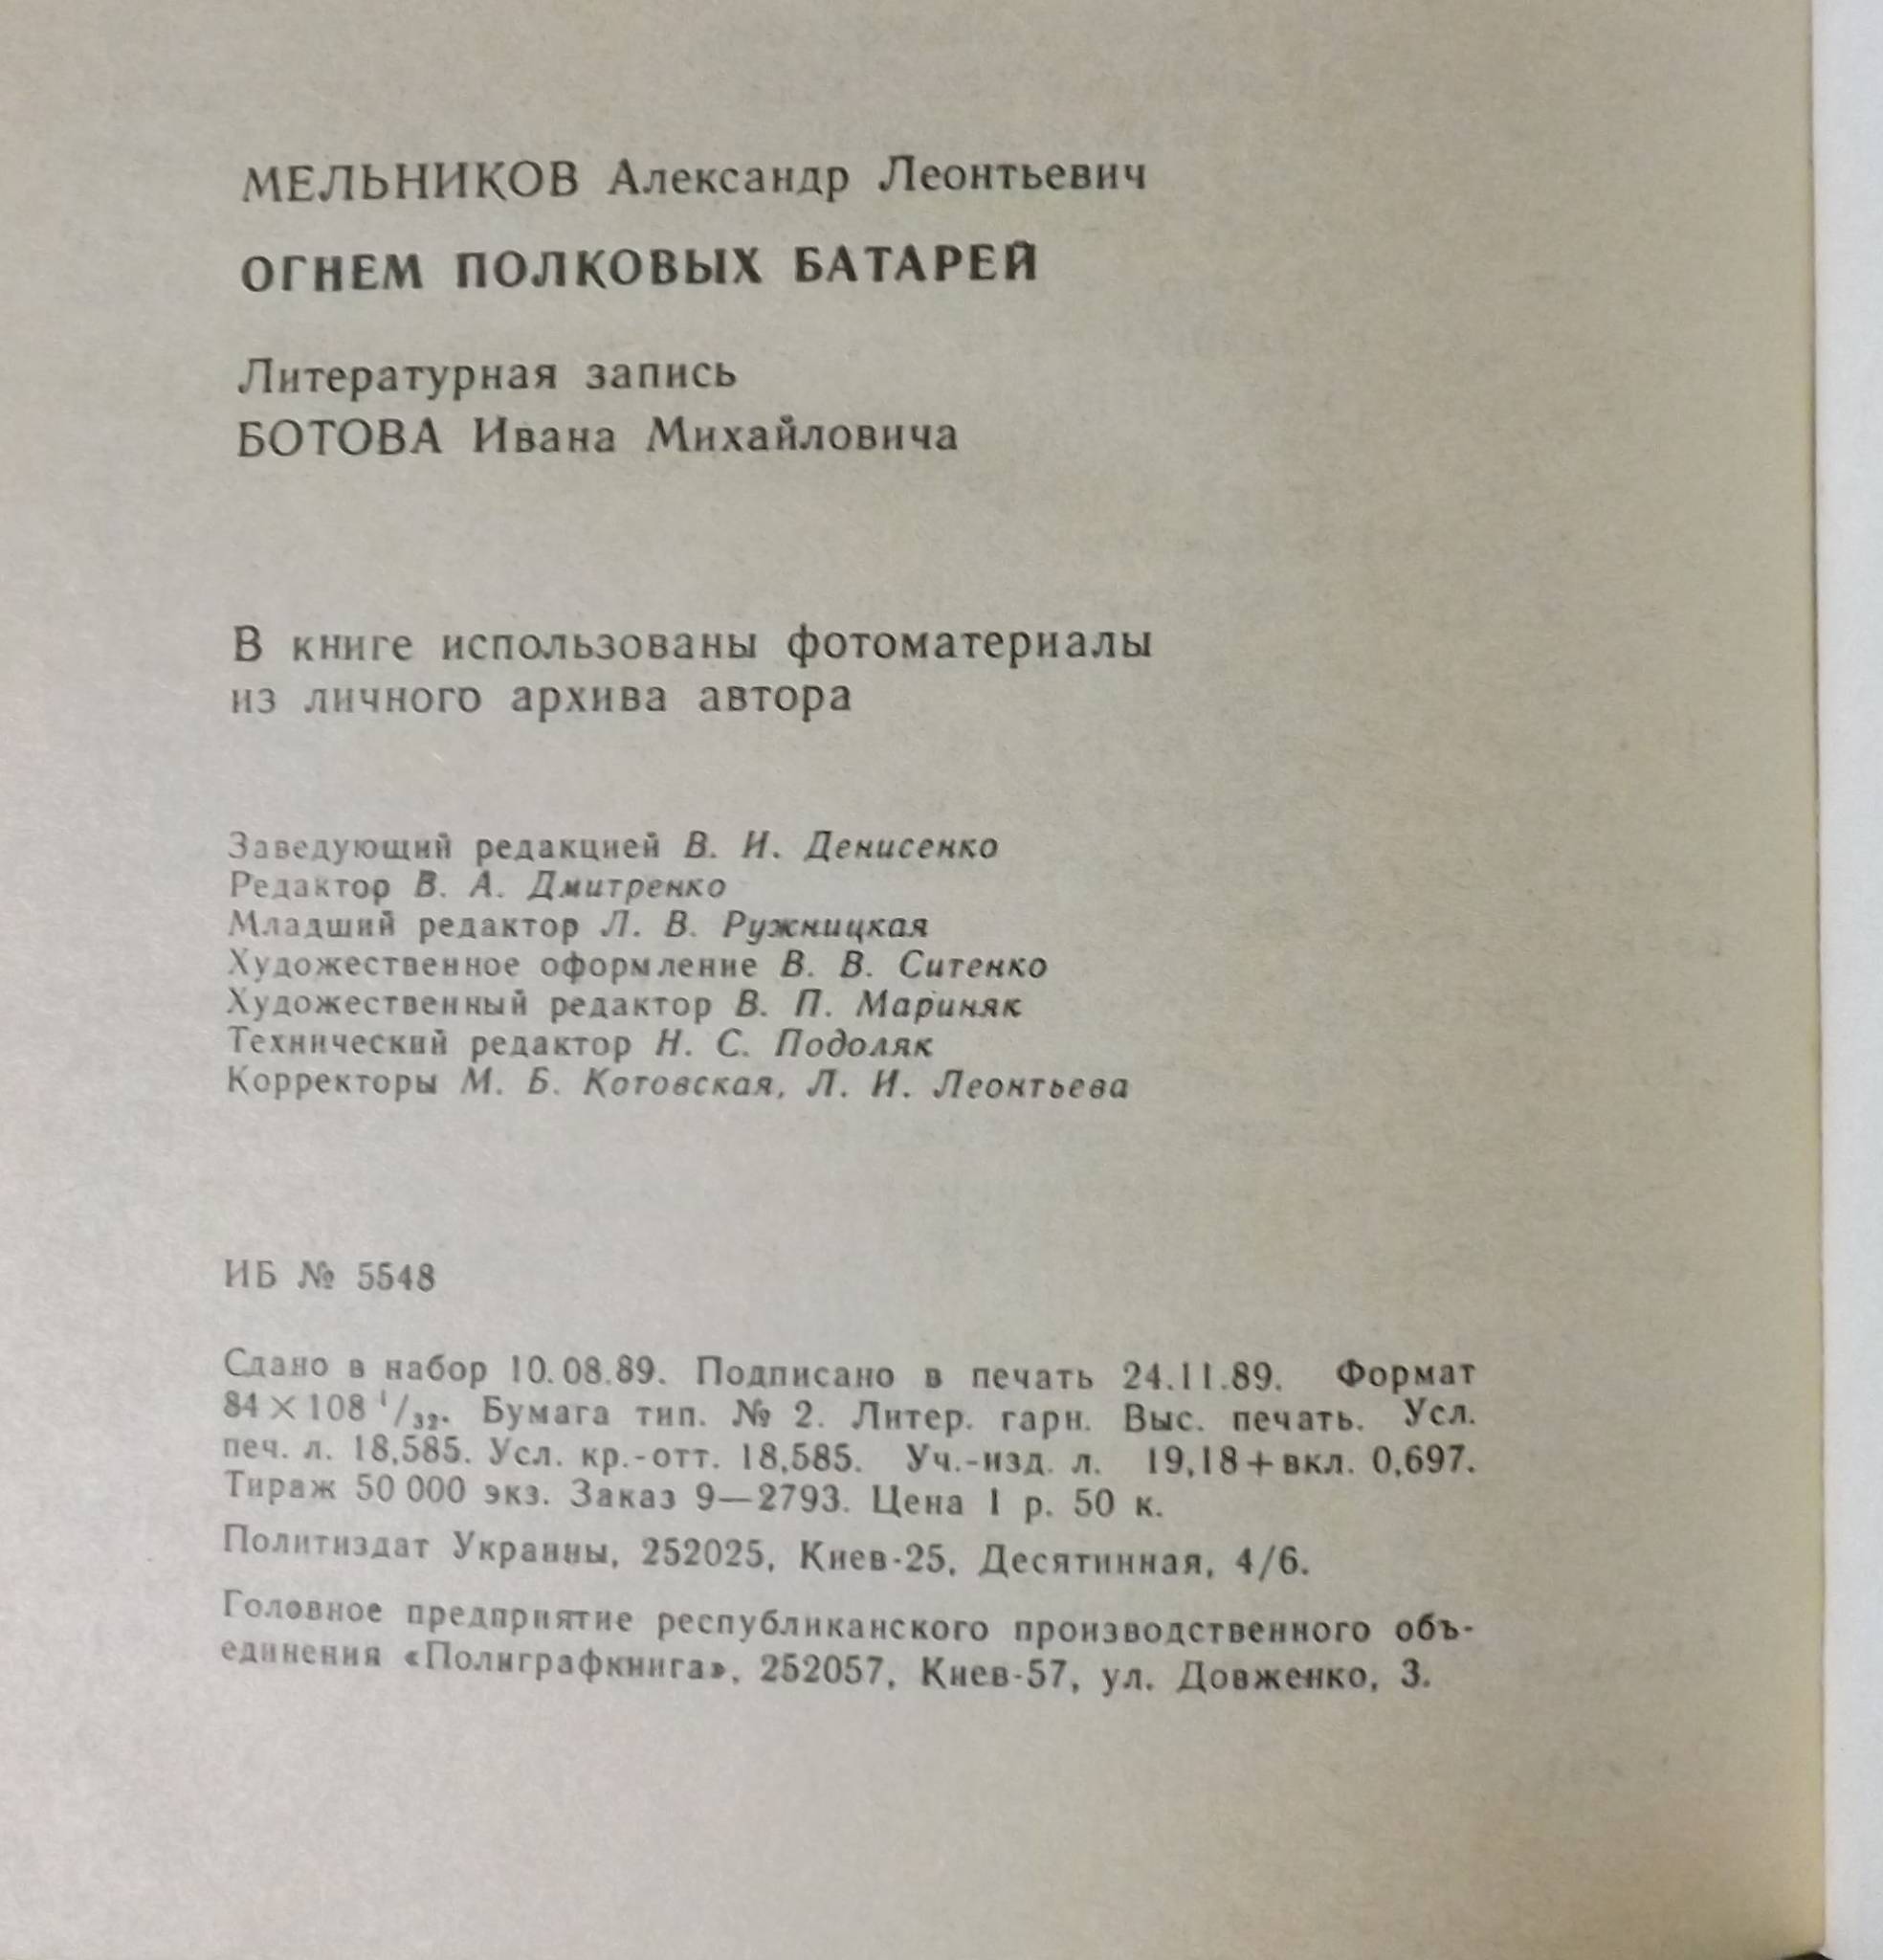 МЕЛЬНИКОВ Александр Леонтьевич
ОГНЕМ ПОЛКОВЫХ БАТАРЕЙ
Литературная запись
БОТОВА Ивана Михайловича
В книге использованы фотоматериалы
из личного архива автора
Заведующий редакцией В. И. Денисенко
Редактор В. А. Дмитренко
Младший редактор Л. В. Ружницкая
Художественное оформление В. В. Ситенко
Художественный редактор В. П. Мариняк
Технический редактор Н. С. Подоляк
Корректоры М. Б. Котовская, Л. И. Леонтьева
ИБ № 5548
Сдано в набор 10.08.89. Подписано в печать 24.11.89. Формат
84×108 1/32. Бумага тип. № 2. Литер. гарн. Выс. печать. Усл.
печ. л. 18,585. Усл. кр.-отт. 18,585. Уч.-изд. л. 19,18+вкл. 0,697.
Тираж 50 000 экз. Заказ 9—2793. Цена 1 р. 50 к.
Политиздат Украины, 252025, Киев-25, Десятинная, 4/6.
Головное предприятие республиканского производственного объ-
единения «Полиграфкнига», 252057, Киев-57, ул. Довженко, 3.